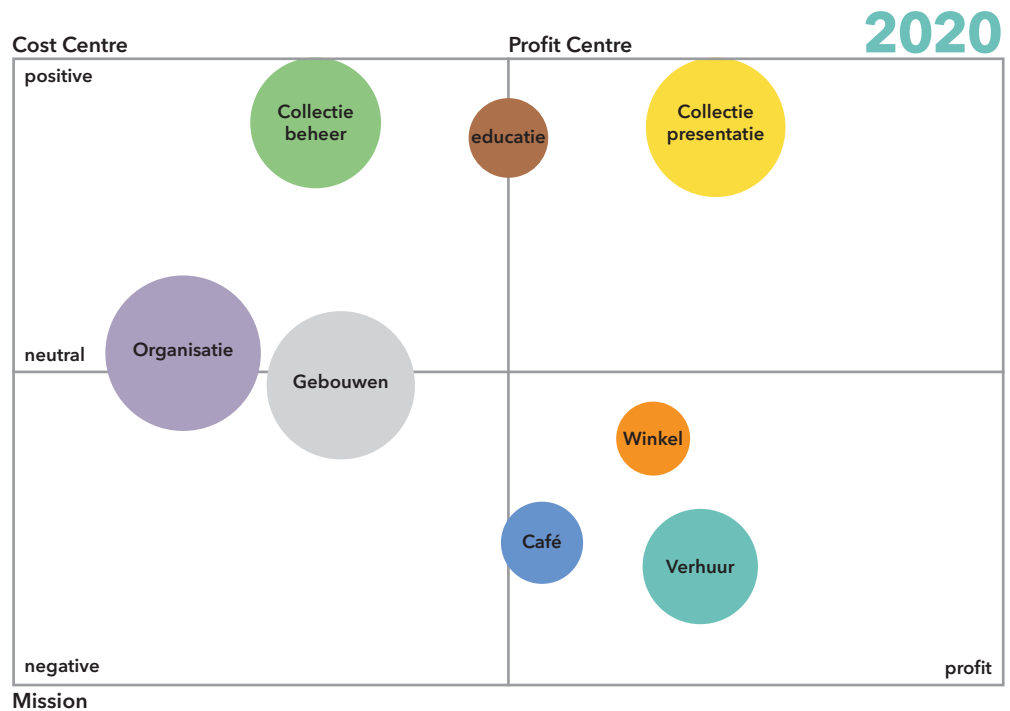 2020
Cost Centre
Profit Centre
positive
Collectie
beheer
educatie
Collectie
presentatie
neutral
Organisatie
Gebouwen
Winkel
Café
Verhuur
negative
profit
Mission